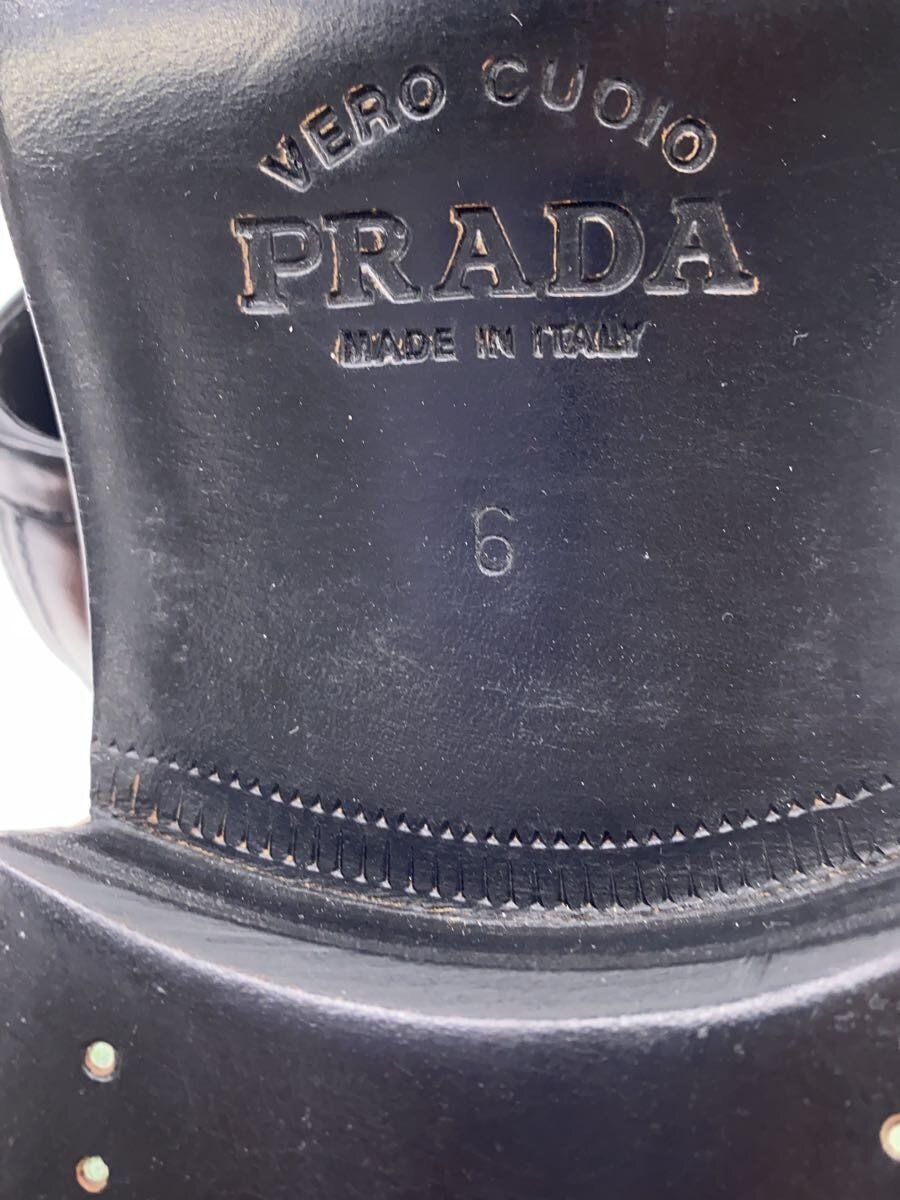 VERO CUOIO
PRADA
MADE IN ITALY
6